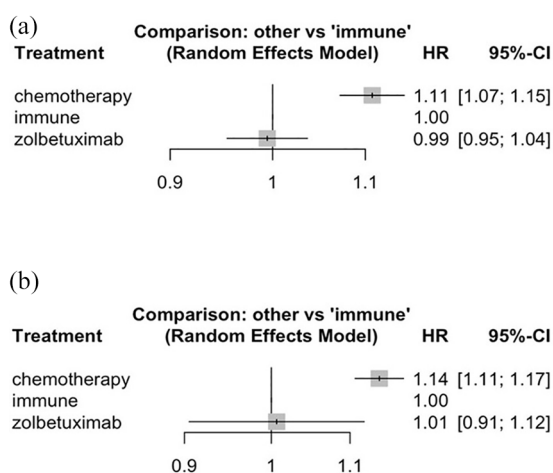 (a)
Comparison: other vs 'immune'
Treatment (Random Effects Model) HR 95%-CI
chemotherapy 1.11 [1.07; 1.15]
immune 1.00
zolbetuximab 0.99 [0.95; 1.04]
0.9 1 1.1
(b)
Comparison: other vs 'immune'
Treatment (Random Effects Model) HR 95%-CI
chemotherapy 1.14 [1.11; 1.17]
immune 1.00
zolbetuximab 1.01 [0.91; 1.12]
0.9 1 1.1